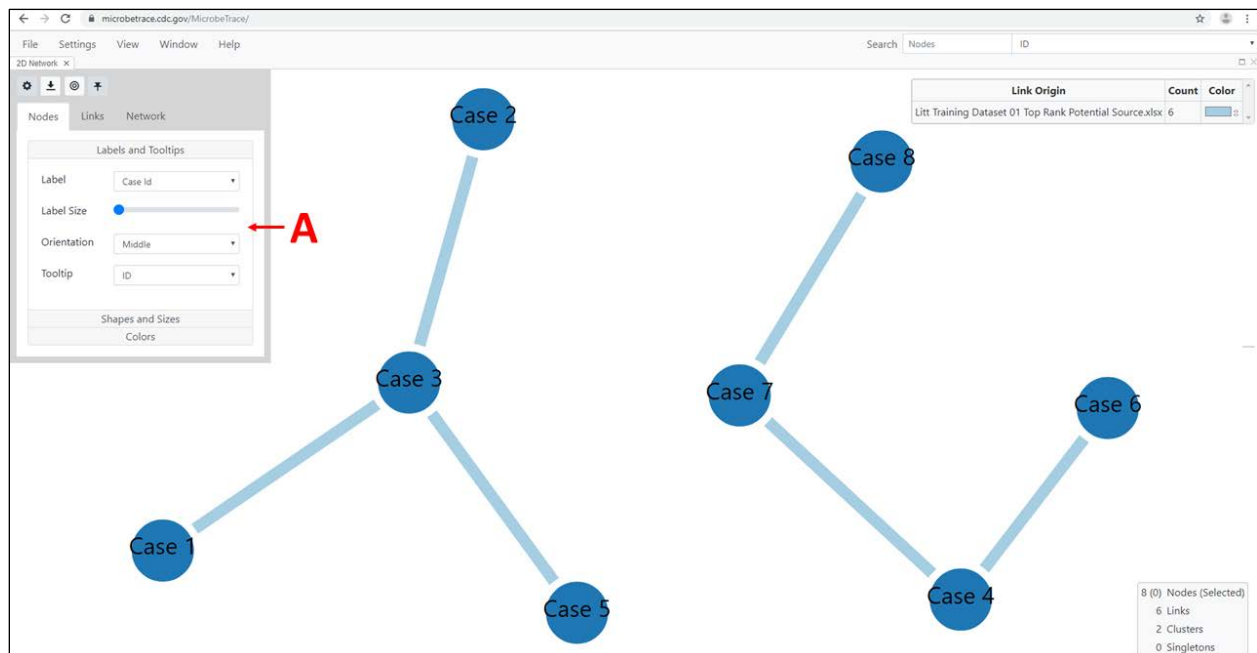 microbetrace.cdc.gov/MicrobeTrace/
File Settings View Window Help
Search Nodes ID
2D Network ×
Nodes Links Network
Labels and Tooltips
Label Case Id
Label Size
Orientation Middle
Tooltip ID
Shapes and Sizes
Colors
A
Link Origin Count Color
Litt Training Dataset 01 Top Rank Potential Source.xlsx 6
Case 2
Case 8
Case 3
Case 7
Case 6
Case 1
Case 5
Case 4
8 (0) Nodes (Selected)
6 Links
2 Clusters
0 Singletons